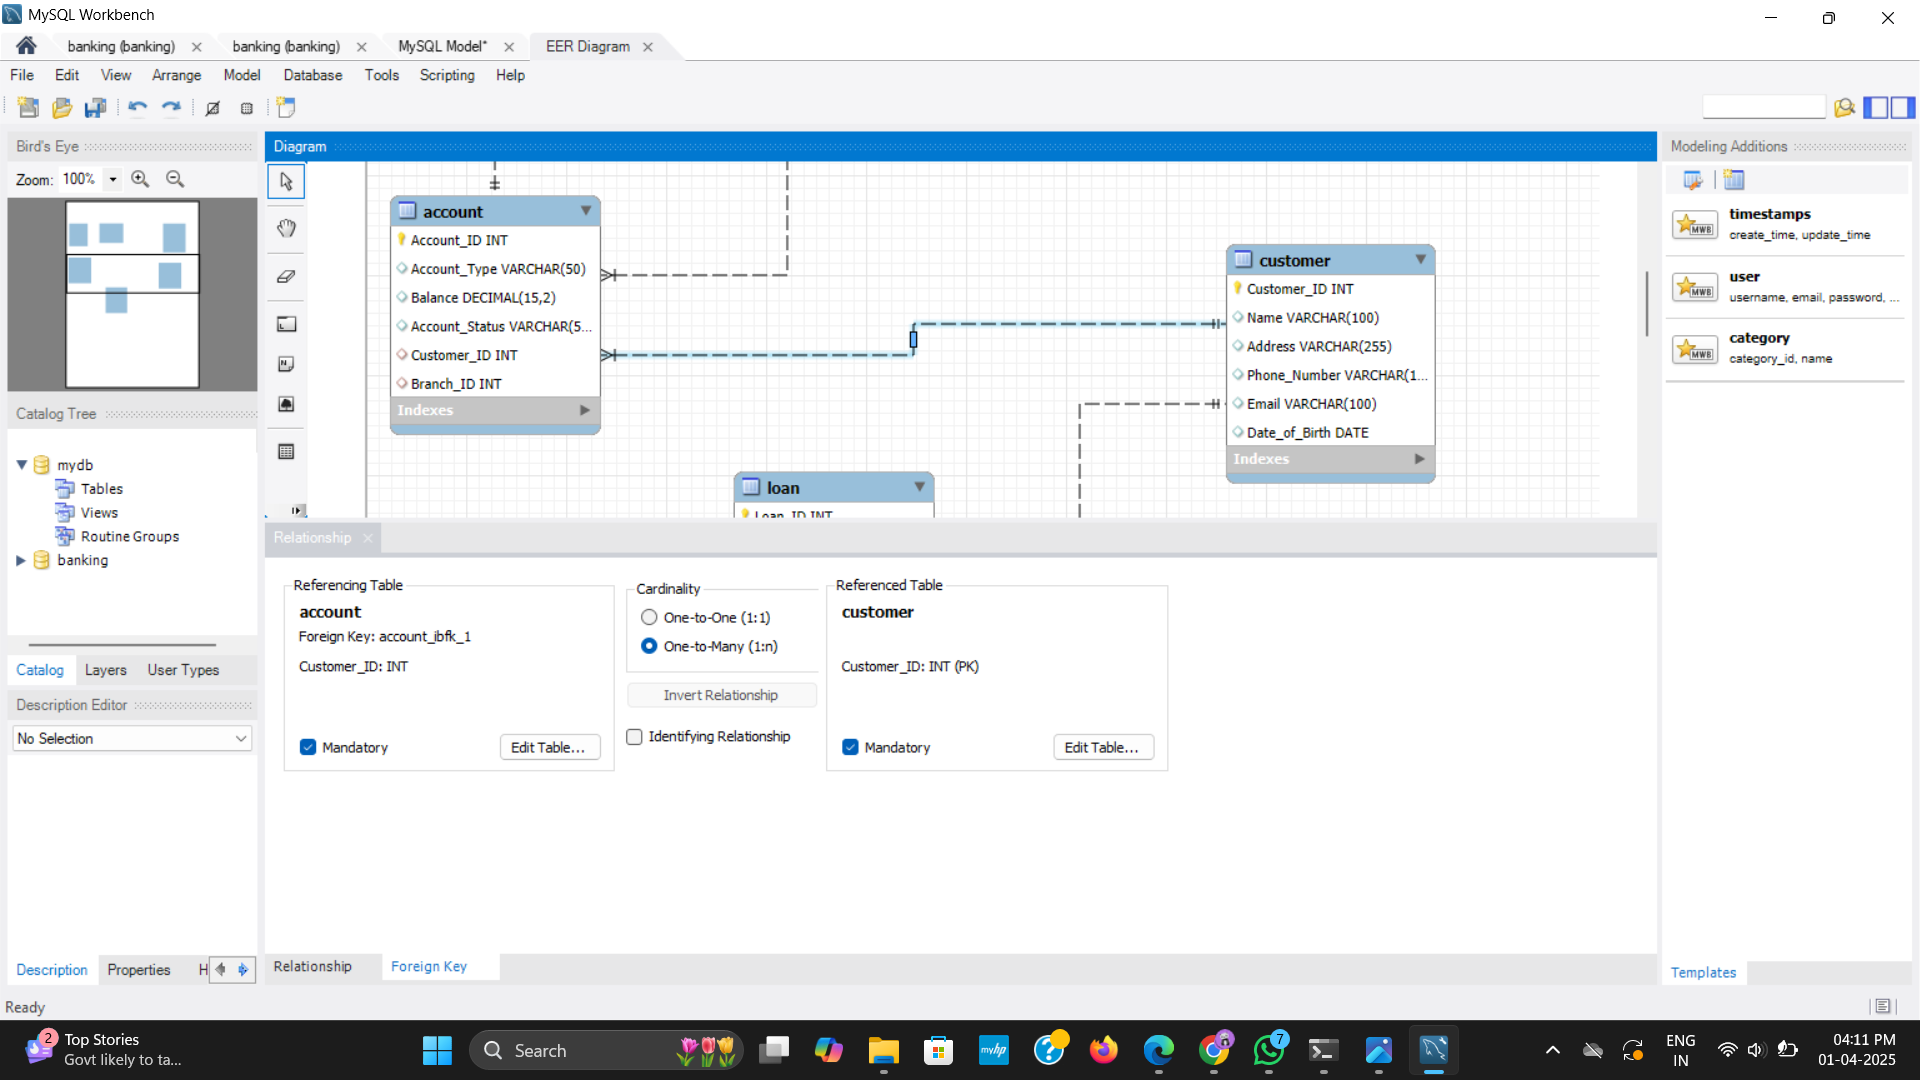 MySQL Workbench
banking (banking)
banking (banking)
MySQL Model*
EER Diagram
File Edit View Arrange Model Database Tools Scripting Help
Bird's Eye
Zoom: 100%
Catalog Tree
mydb
Tables
Views
Routine Groups
banking
Catalog Layers User Types
Description Editor
No Selection
Description Properties H
Ready
Diagram
account
Account_ID INT
Account_Type VARCHAR(50)
Balance DECIMAL(15,2)
Account_Status VARCHAR(5...
Customer_ID INT
Branch_ID INT
Indexes
customer
Customer_ID INT
Name VARCHAR(100)
Address VARCHAR(255)
Phone_Number VARCHAR(1...
Email VARCHAR(100)
Date_of_Birth DATE
Indexes
loan
Loan_ID INT
Relationship
Referencing Table
account
Foreign Key: account_ibfk_1
Customer_ID: INT
Mandatory
Edit Table...
Cardinality
One-to-One (1:1)
One-to-Many (1:n)
Invert Relationship
Identifying Relationship
Referenced Table
customer
Customer_ID: INT (PK)
Mandatory
Edit Table...
Relationship Foreign Key
Modeling Additions
MWB
timestamps
create_time, update_time
MWB
user
username, email, password, ...
MWB
category
category_id, name
Templates
2
Top Stories
Govt likely to ta...
Search
myhp
7
ENG
IN
04:11 PM
01-04-2025